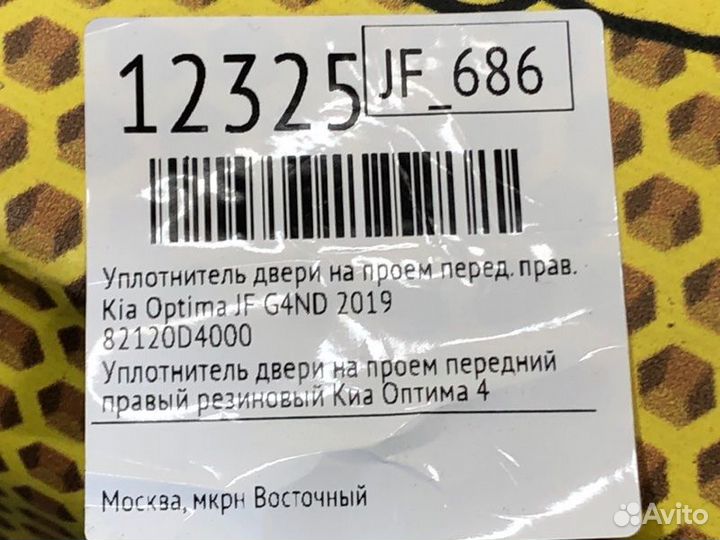 12325
JF_686
Уплотнитель двери на проем перед. прав.
Kia Optima JF G4ND 2019
82120D4000
Уплотнитель двери на проем передний
правый резиновый Киа Оптима 4
Москва, мкрн Восточный
Avito